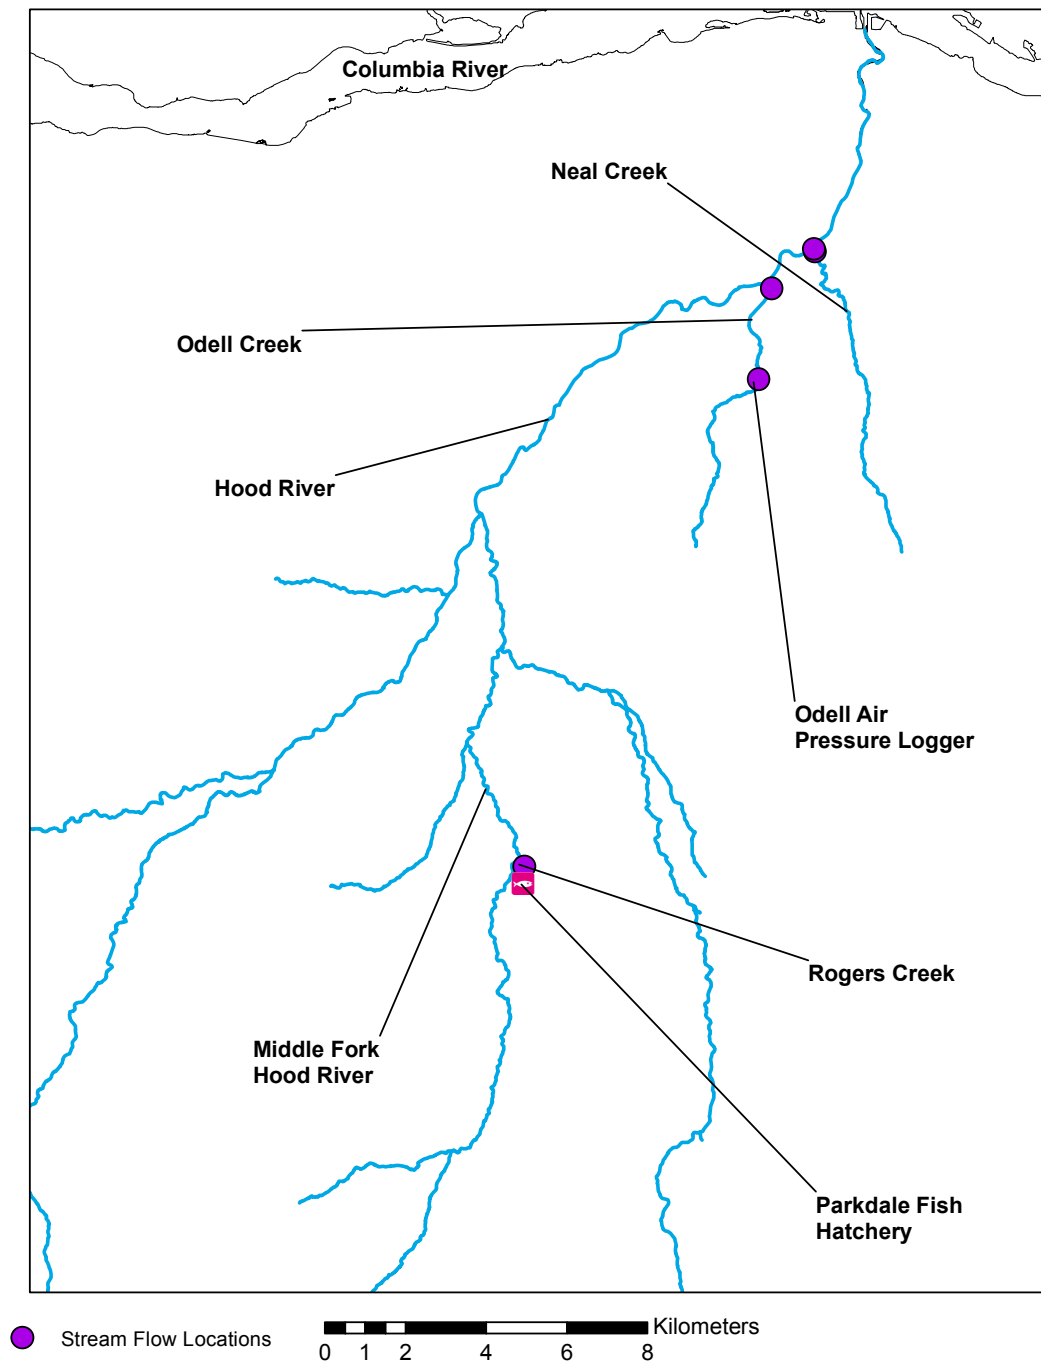 Columbia River
Neal Creek
Odell Creek
Hood River
Odell Air
Pressure Logger
Rogers Creek
Middle Fork
Hood River
Parkdale Fish
Hatchery
Stream Flow Locations
Kilometers
0 1 2 4 6 8